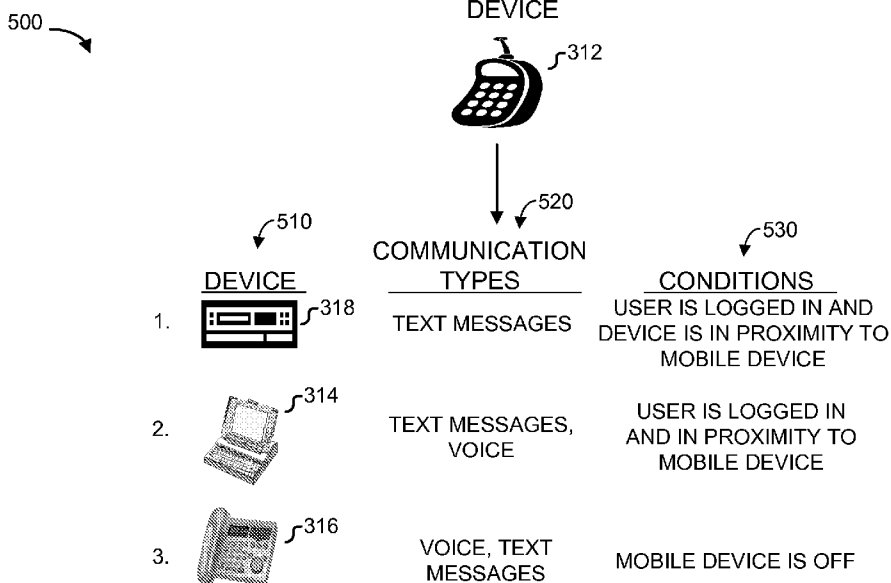 DEVICE
500
312
520
510
530
COMMUNICATION
TYPES
DEVICE
CONDITIONS
1.
318
TEXT MESSAGES
USER IS LOGGED IN AND
DEVICE IS IN PROXIMITY TO
MOBILE DEVICE
2.
314
TEXT MESSAGES,
VOICE
USER IS LOGGED IN
AND IN PROXIMITY TO
MOBILE DEVICE
3.
316
VOICE, TEXT
MESSAGES
MOBILE DEVICE IS OFF